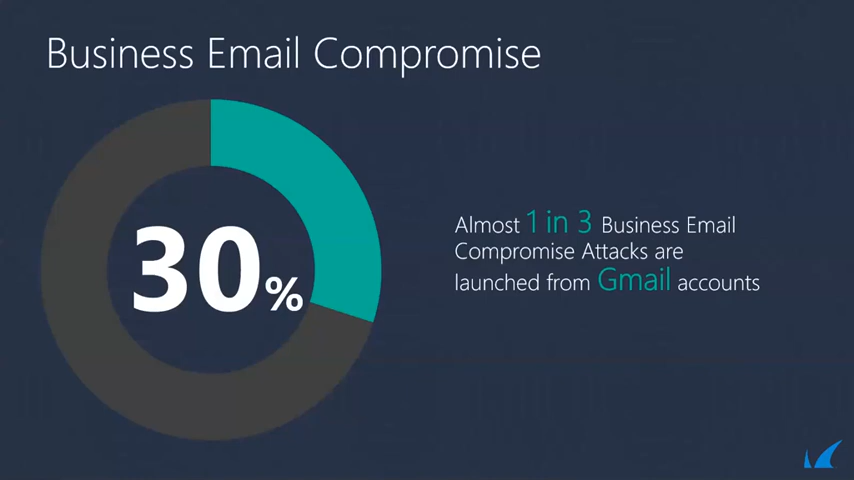 Business Email Compromise
30%
Almost 1 in 3 Business Email
Compromise Attacks are
launched from Gmail accounts